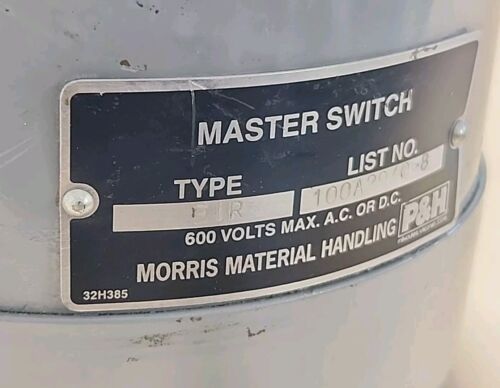 MASTER SWITCH
TYPE
LIST NO.
600 VOLTS MAX. A.C. OR D.C.
MORRIS MATERIAL HANDLING
P&H
32H385